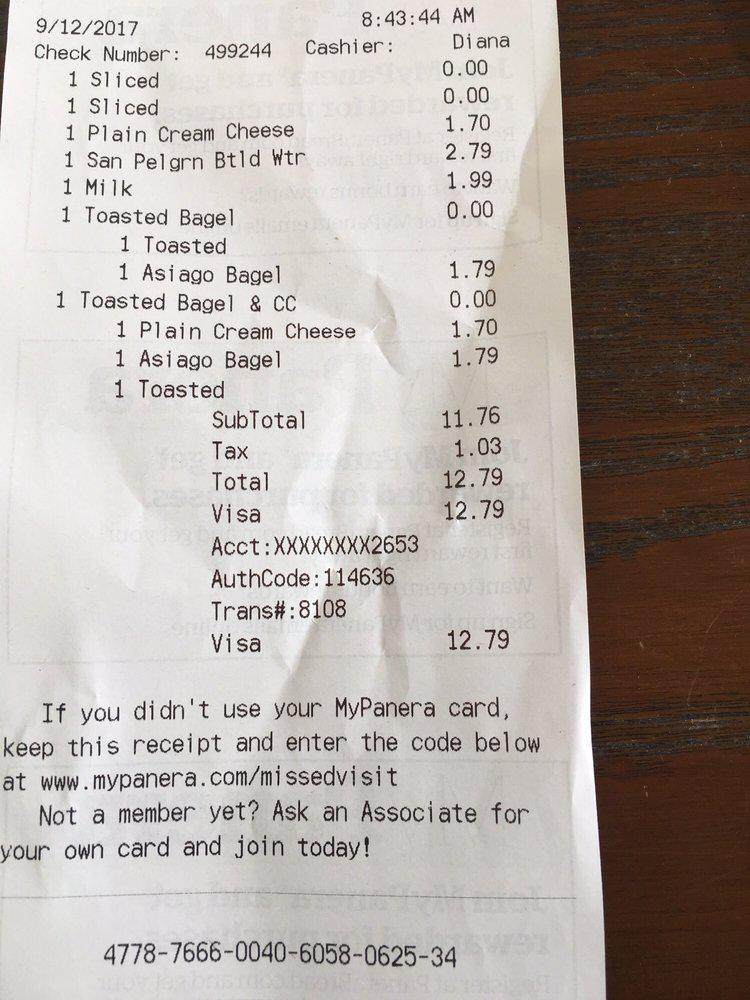 9/12/2017 8:43:44 AM
Check Number: 499244 Cashier: Diana
1 Sliced 0.00
1 Sliced 0.00
1 Plain Cream Cheese 1.70
1 San Pelgrn Btld Wtr 2.79
1 Milk 1.99
1 Toasted Bagel 0.00
1 Toasted
1 Asiago Bagel 1.79
1 Toasted Bagel & CC 0.00
1 Plain Cream Cheese 1.70
1 Asiago Bagel 1.79
1 Toasted
SubTotal 11.76
Tax 1.03
Total 12.79
Visa 12.79
Acct:XXXXXXXX2653
AuthCode:114636
Trans#:8108
Visa 12.79
If you didn't use your MyPanera card,
keep this receipt and enter the code below
at www.mypanera.com/missedvisit
Not a member yet? Ask an Associate for
your own card and join today!
4778-7666-0040-6058-0625-34